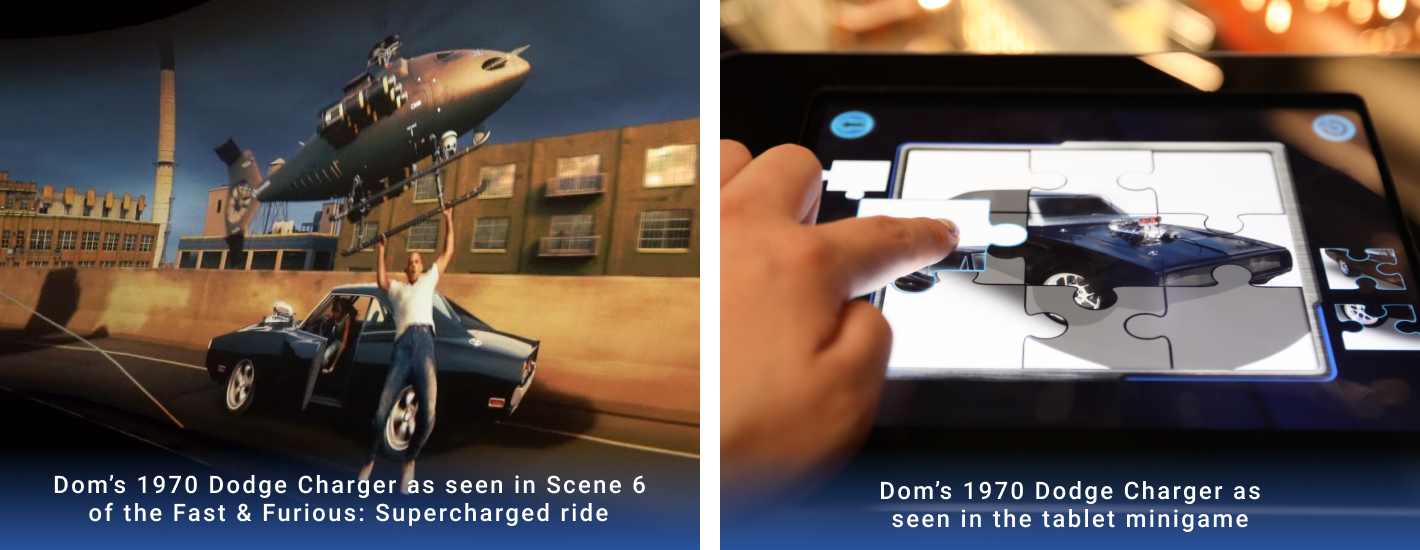 Dom’s 1970 Dodge Charger as seen in Scene 6
of the Fast & Furious: Supercharged ride
Dom’s 1970 Dodge Charger as
seen in the tablet minigame